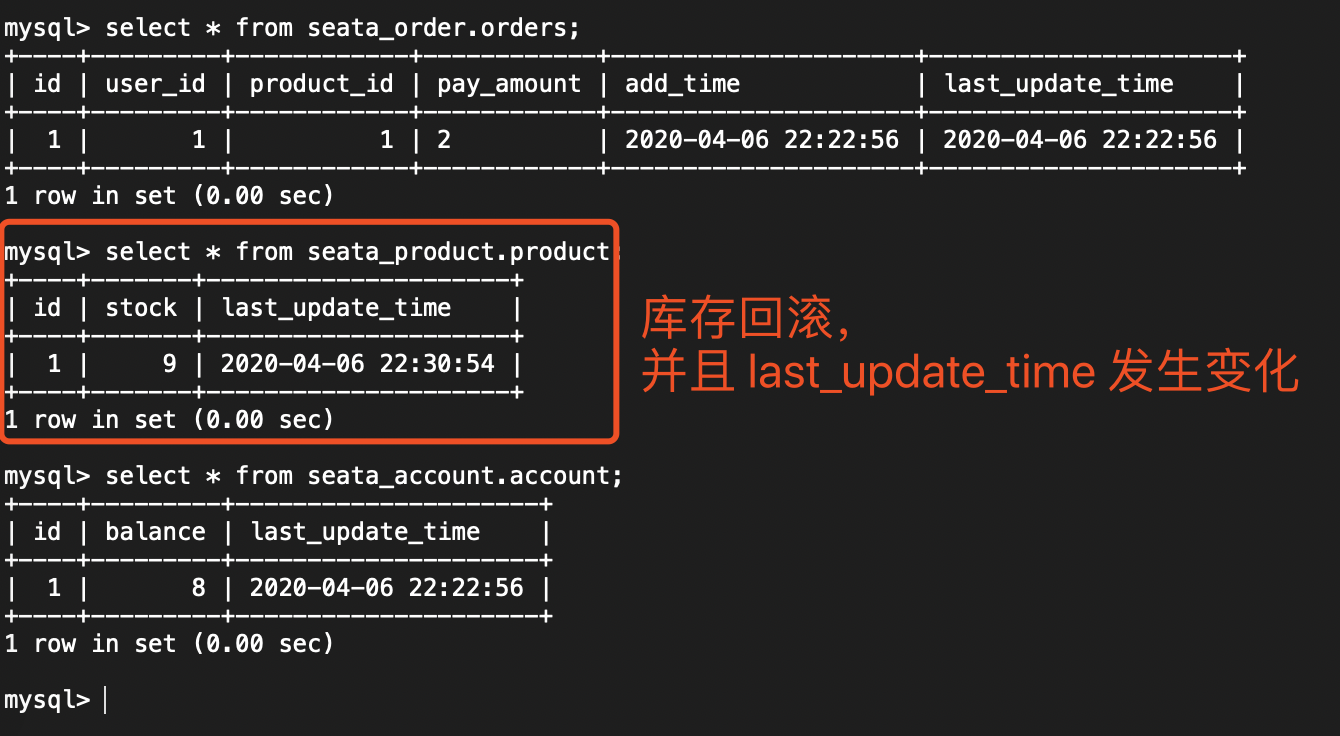 mysql> select * from seata_order.orders;
+----+---------+------------+------------+---------------------+---------------------+
| id | user_id | product_id | pay_amount | add_time            | last_update_time    |
+----+---------+------------+------------+---------------------+---------------------+
|  1 |       1 |          1 | 2          | 2020-04-06 22:22:56 | 2020-04-06 22:22:56 |
+----+---------+------------+------------+---------------------+---------------------+
1 row in set (0.00 sec)
mysql> select * from seata_product.product;
+----+-------+---------------------+
| id | stock | last_update_time    |
+----+-------+---------------------+
|  1 |     9 | 2020-04-06 22:30:54 |
+----+-------+---------------------+
1 row in set (0.00 sec)
库存回滚，
并且 last_update_time 发生变化
mysql> select * from seata_account.account;
+----+---------+---------------------+
| id | balance | last_update_time    |
+----+---------+---------------------+
|  1 |       8 | 2020-04-06 22:22:56 |
+----+---------+---------------------+
1 row in set (0.00 sec)
mysql>